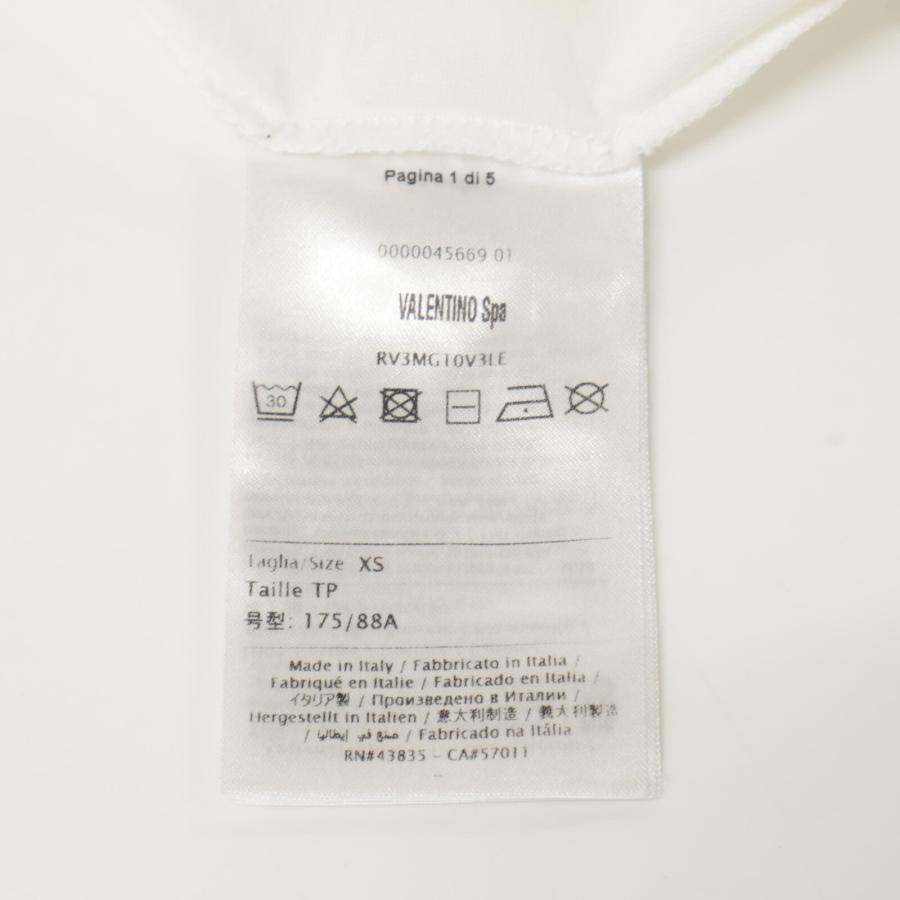 Pagina 1 di 5
0000045669 01
VALENTINO Spa
RV3MG10V3LE
30
Taglia/Size XS
Taille TP
号型: 175/88A
Made in Italy / Fabbricato in Italia /
Fabriqué en Italie / Fabricado en Italia /
イタリア製 / Произведено в Италии /
Hergestellt in Italien / 意大利制造 / 義大利製造
/ صنع في إيطاليا / Fabricado na Itália
RN#43835 - CA#57011